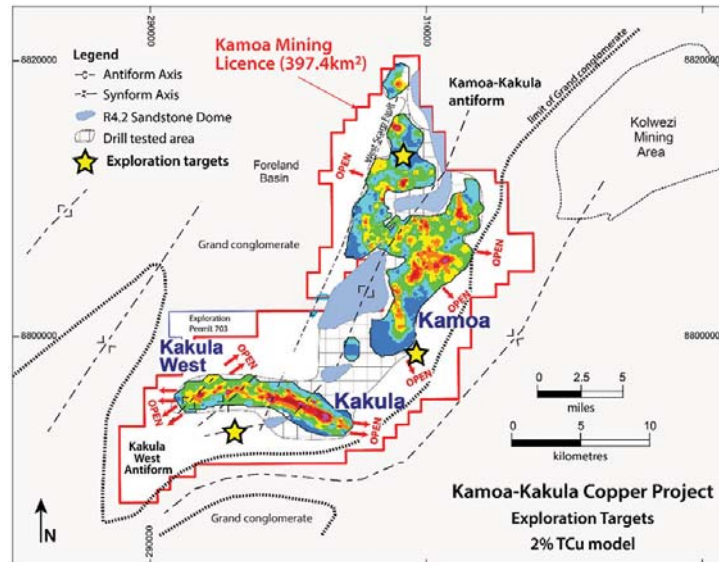 290000
310000
8820000
8820000
Legend
Antiform Axis
Synform Axis
R4.2 Sandstone Dome
Drill tested area
Exploration targets
Kamoa Mining
Licence (397.4km²)
Kamoa-Kakula
antiform
limit of Grand conglomerate
Kolwezi
Mining
Area
West Scarp Fault
Foreland
Basin
OPEN
Grand conglomerate
OPEN
OPEN
8800000
8800000
Exploration
Permit 703
Kamoa
Kakula
West
OPEN
OPEN
Kakula
OPEN
OPEN
Kakula
West
Antiform
0 2.5 5
miles
0 5 10
kilometres
N
Grand conglomerate
290000
310000
Kamoa-Kakula Copper Project
Exploration Targets
2% TCu model